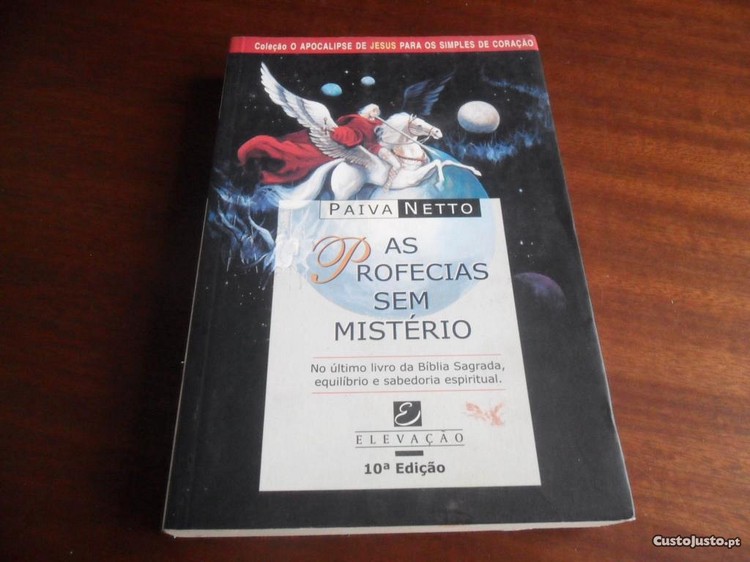 Coleção O APOCALIPSE DE JESUS PARA OS SIMPLES DE CORAÇÃO
PAIVA NETTO
AS
PROFECIAS
SEM
MISTÉRIO
No último livro da Bíblia Sagrada,
equilíbrio e sabedoria espiritual.
E
ELEVAÇÃO
10ª Edição
CustoJusto.pt